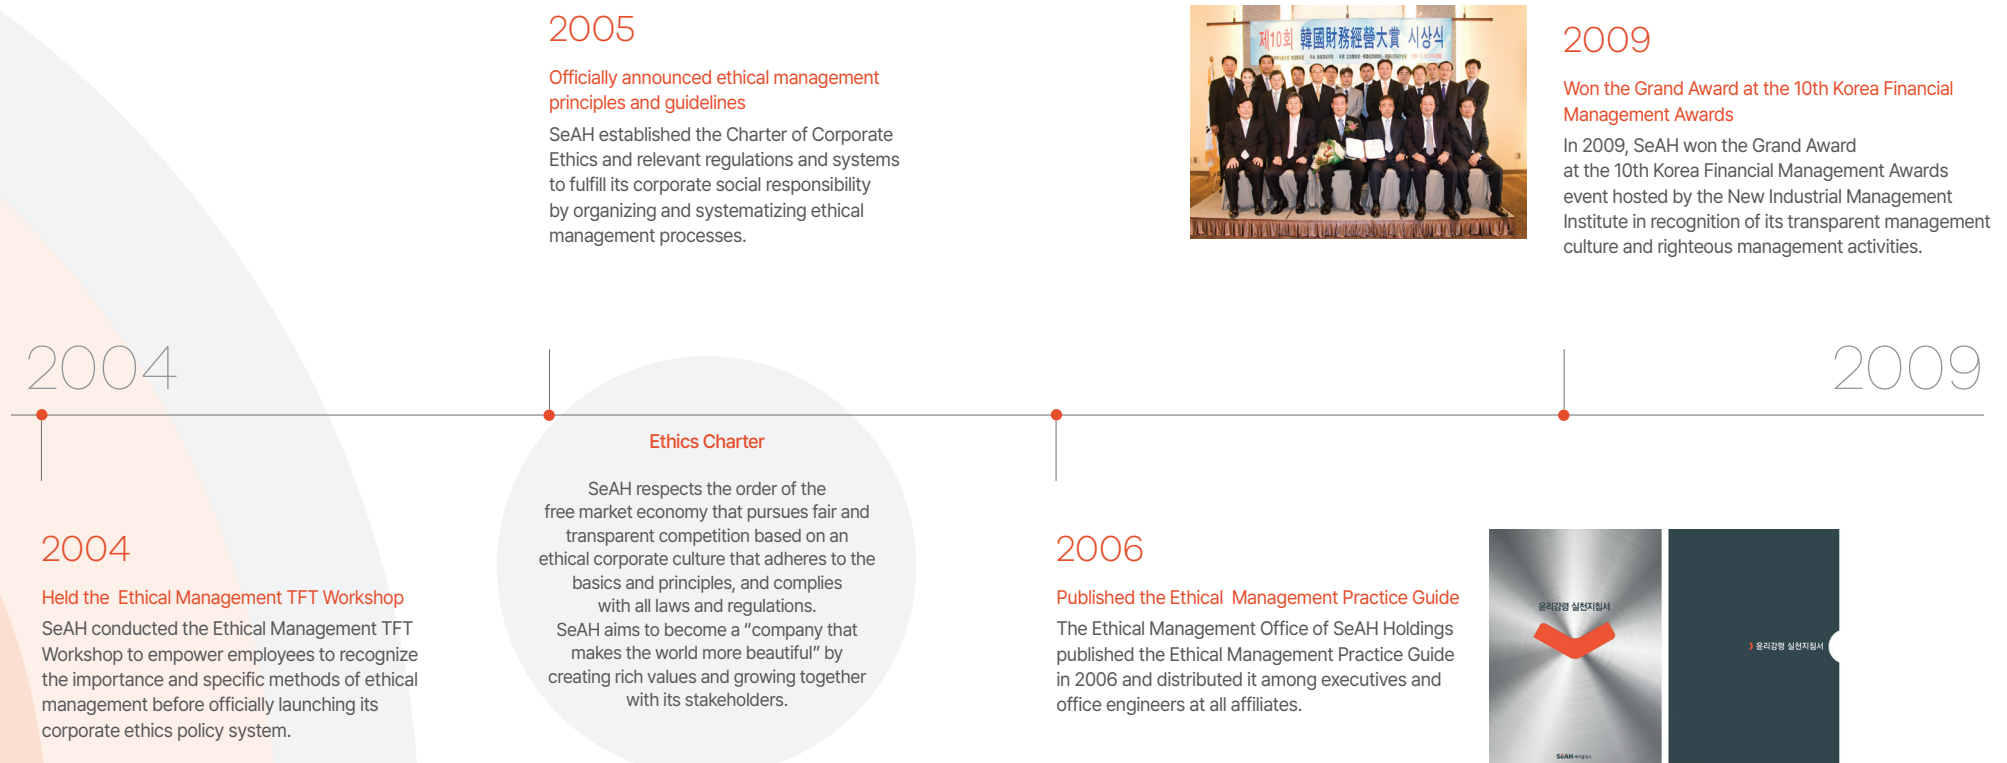 2005
Officially announced ethical management
principles and guidelines
SeAH established the Charter of Corporate
Ethics and relevant regulations and systems
to fulfill its corporate social responsibility
by organizing and systematizing ethical
management processes.
제10회 韓國財務經營大賞 시상식
2009
Won the Grand Award at the 10th Korea Financial
Management Awards
In 2009, SeAH won the Grand Award
at the 10th Korea Financial Management Awards
event hosted by the New Industrial Management
Institute in recognition of its transparent management
culture and righteous management activities.
2004
2009
Ethics Charter
SeAH respects the order of the
free market economy that pursues fair and
transparent competition based on an
ethical corporate culture that adheres to the
basics and principles, and complies
with all laws and regulations.
SeAH aims to become a “company that
makes the world more beautiful” by
creating rich values and growing together
with its stakeholders.
2004
Held the Ethical Management TFT Workshop
SeAH conducted the Ethical Management TFT
Workshop to empower employees to recognize
the importance and specific methods of ethical
management before officially launching its
corporate ethics policy system.
2006
Published the Ethical Management Practice Guide
The Ethical Management Office of SeAH Holdings
published the Ethical Management Practice Guide
in 2006 and distributed it among executives and
office engineers at all affiliates.
윤리강령 실천지침서
SeAH
윤리강령 실천지침서